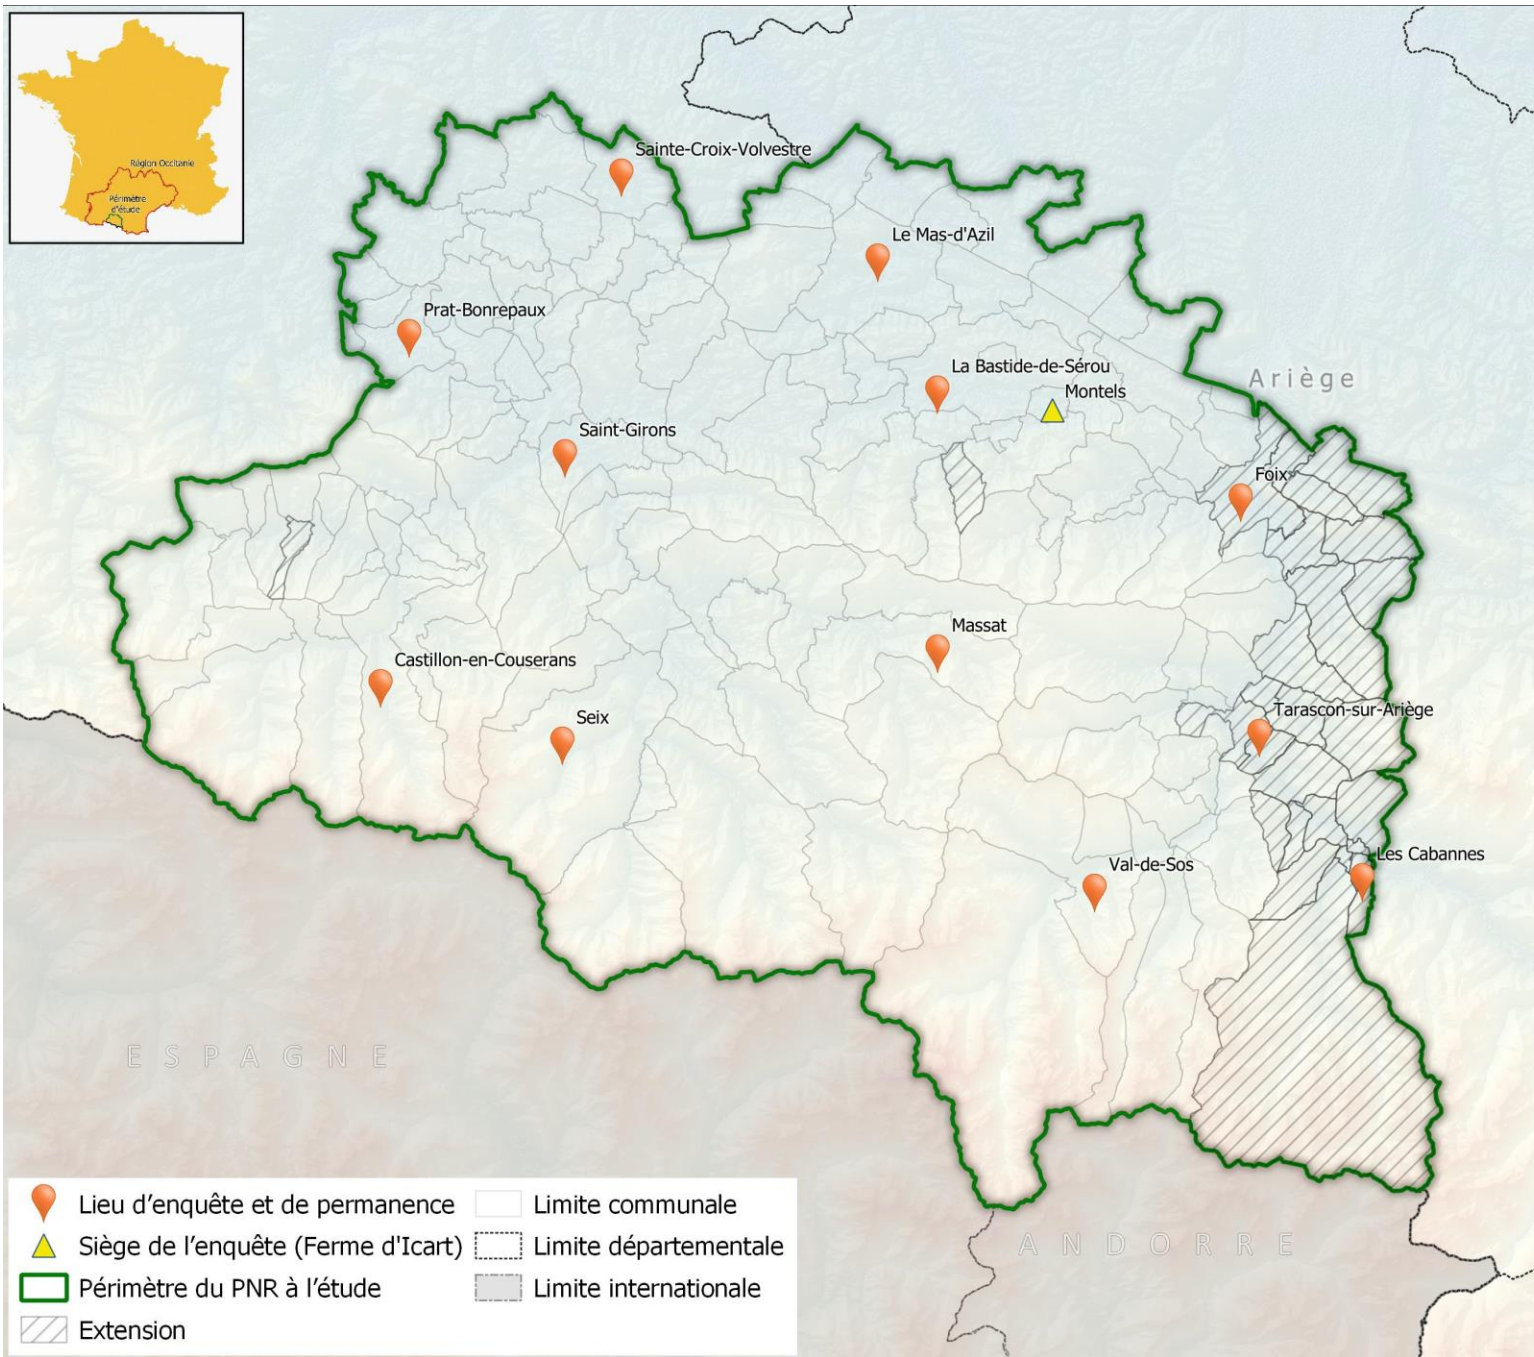 Région Occitanie
Périmètre
d'étude
Sainte-Croix-Volvestre
Le Mas-d'Azil
Prat-Bonrepaux
La Bastide-de-Sérou
Ariège
Montels
Saint-Girons
Foix
Massat
Castillon-en-Couserans
Seix
Tarascon-sur-Ariège
Les Cabannes
Val-de-Sos
ESPAGNE
ANDORRE
Lieu d’enquête et de permanence
Siège de l’enquête (Ferme d'Icart)
Périmètre du PNR à l’étude
Extension
Limite communale
Limite départementale
Limite internationale